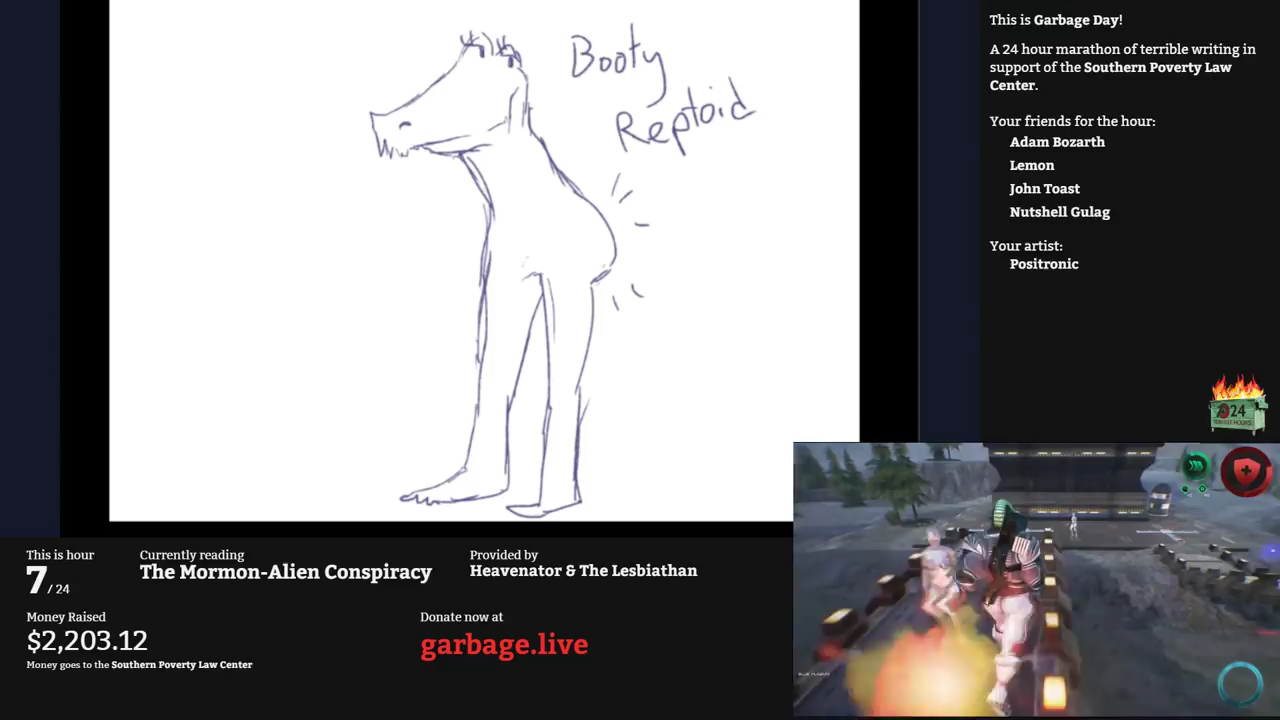 Booty
Reptoid
This is Garbage Day!
A 24 hour marathon of terrible writing in
support of the Southern Poverty Law
Center.
Your friends for the hour:
Adam Bozarth
Lemon
John Toast
Nutshell Gulag
Your artist:
Positronic
This is hour
7 / 24
Currently reading
The Mormon-Alien Conspiracy
Provided by
Heavenator & The Lesbiathan
Money Raised
$2,203.12
Money goes to the Southern Poverty Law Center
Donate now at
garbage.live